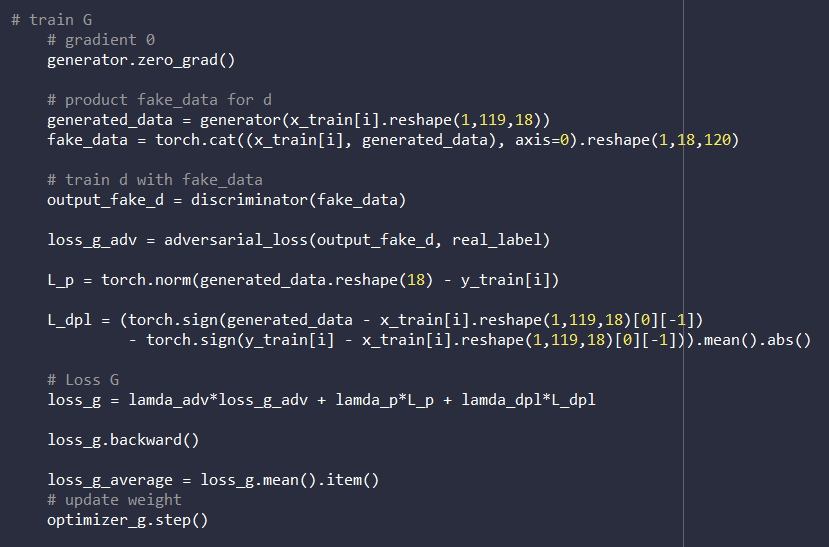 # train G
# gradient 0
generator.zero_grad()
# product fake_data for d
generated_data = generator(x_train[i].reshape(1,119,18))
fake_data = torch.cat((x_train[i], generated_data), axis=0).reshape(1,18,120)
# train d with fake_data
output_fake_d = discriminator(fake_data)
loss_g_adv = adversarial_loss(output_fake_d, real_label)
L_p = torch.norm(generated_data.reshape(18) - y_train[i])
L_dpl = (torch.sign(generated_data - x_train[i].reshape(1,119,18)[0][-1])
- torch.sign(y_train[i] - x_train[i].reshape(1,119,18)[0][-1])).mean().abs()
# Loss G
loss_g = lamda_adv*loss_g_adv + lamda_p*L_p + lamda_dpl*L_dpl
loss_g.backward()
loss_g_average = loss_g.mean().item()
# update weight
optimizer_g.step()